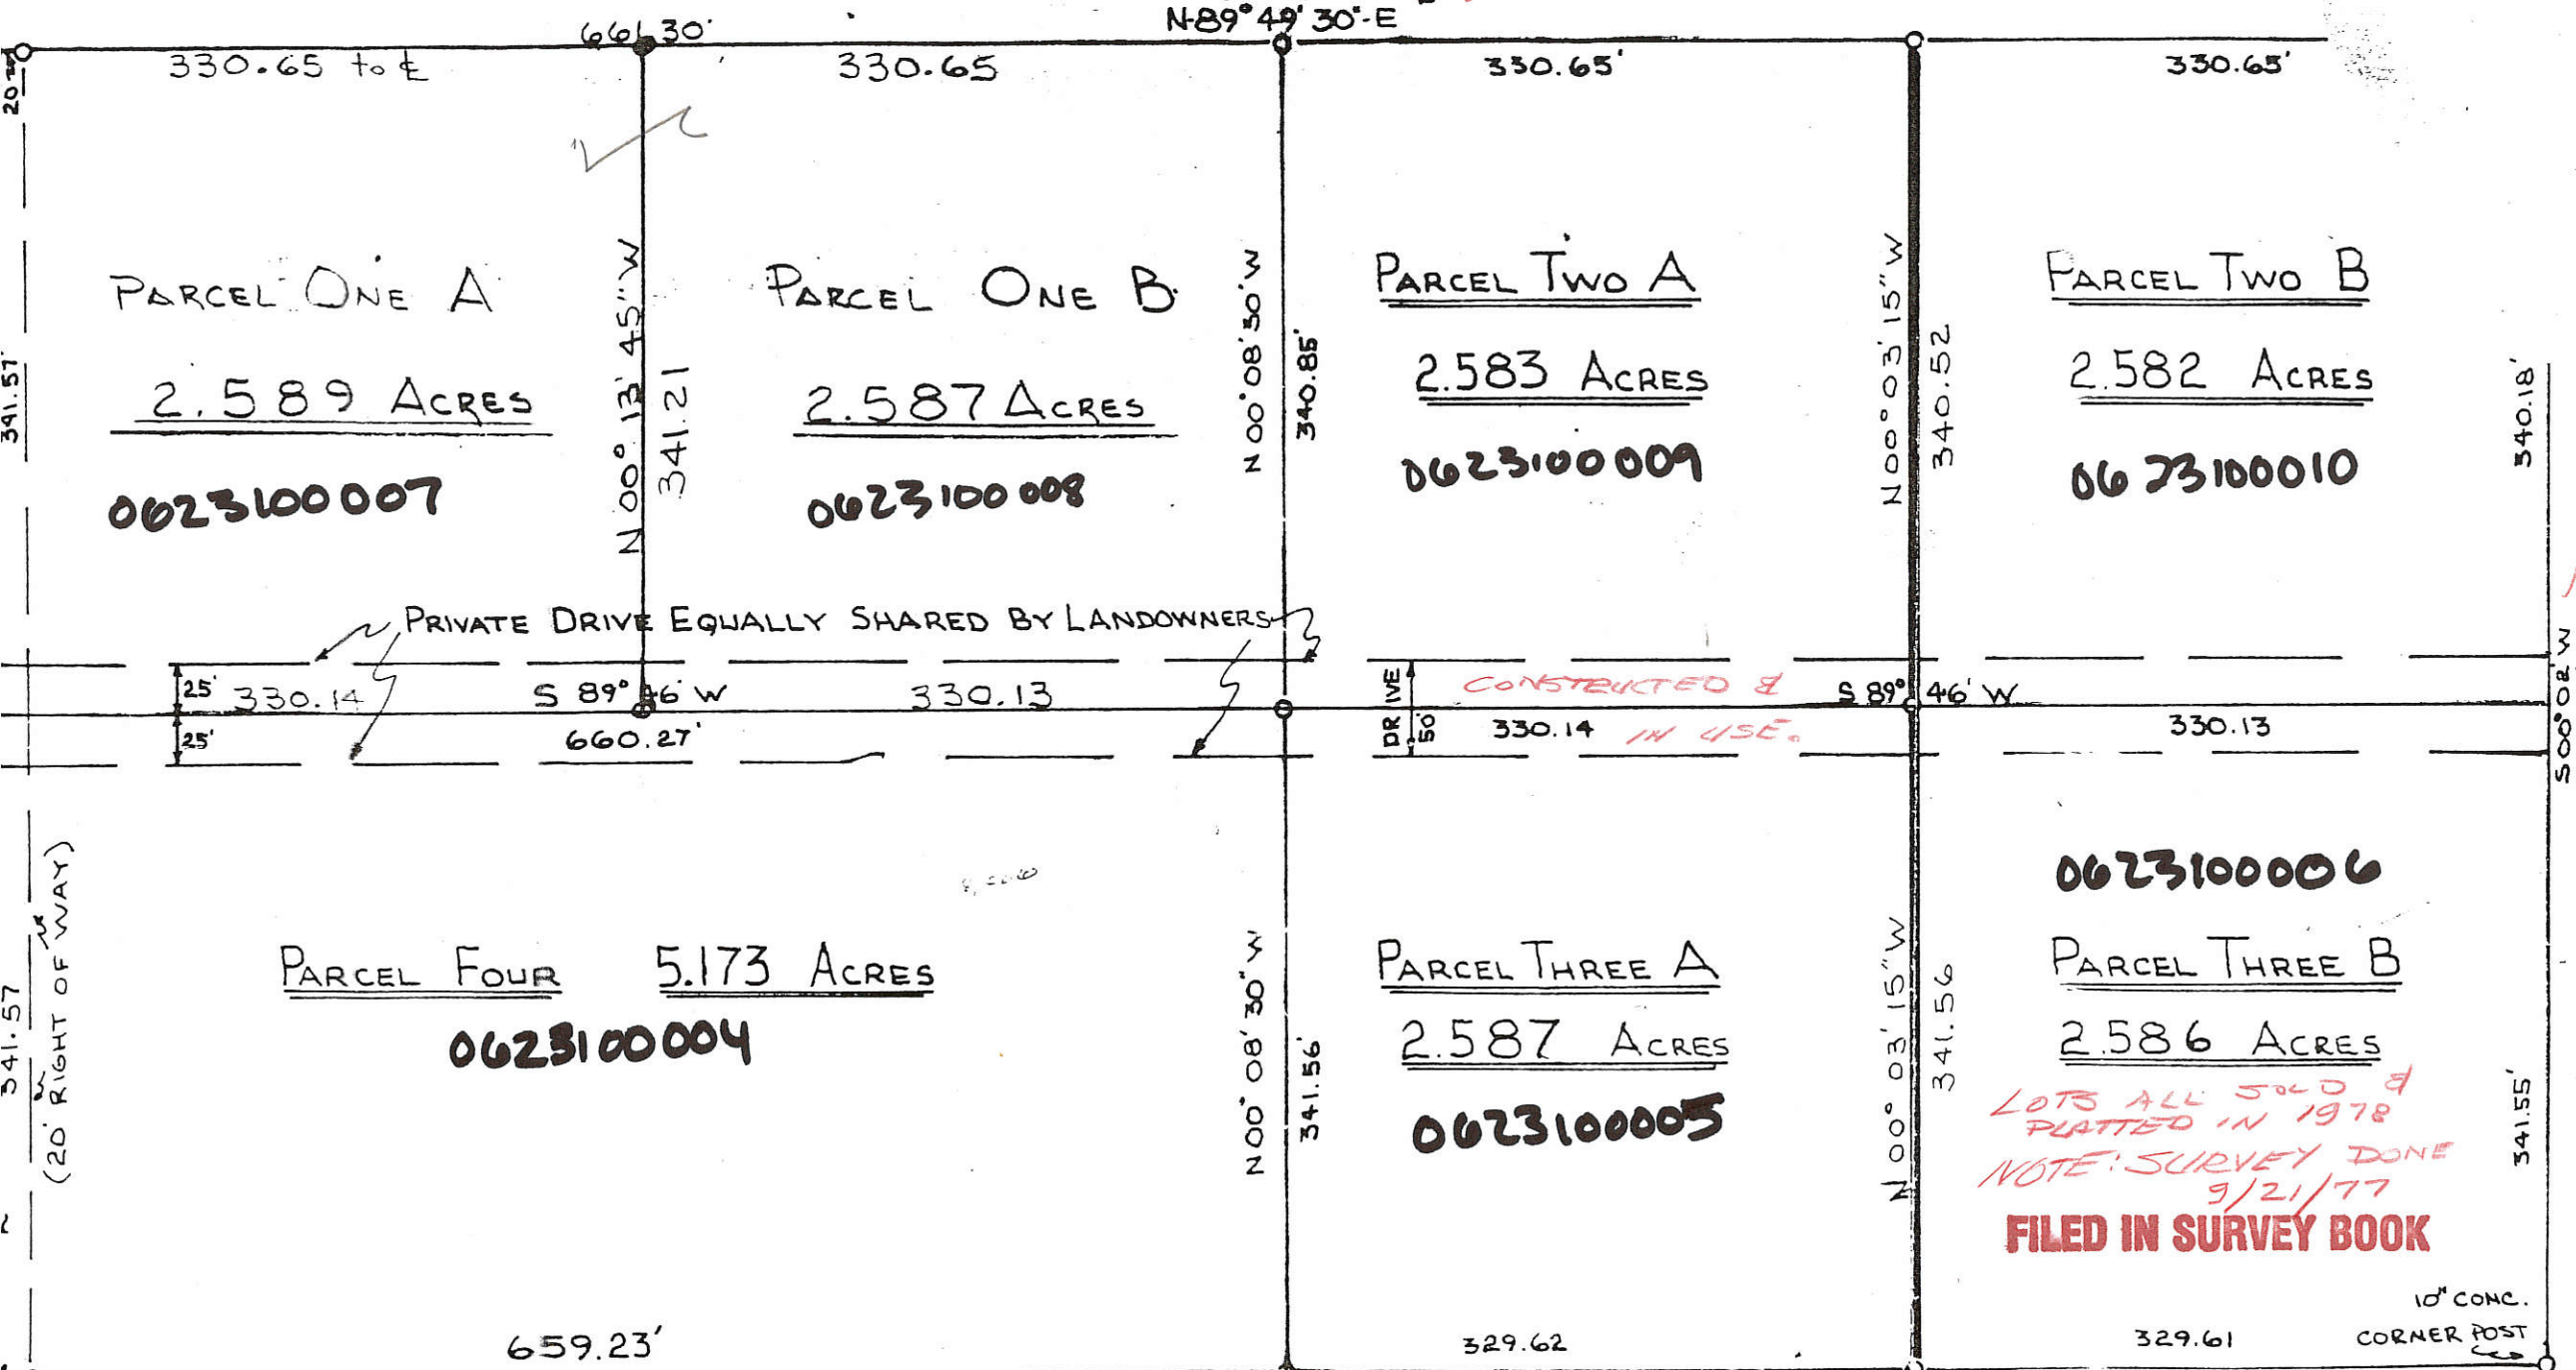 N-89°49'30"-E
661.30'
330.65 to ℄
330.65
330.65'
330.65'
20'
PARCEL ONE A
2.589 ACRES
0623100007
341.57'
N 00° 13' 45" W
341.21
PARCEL ONE B
2.587 ACRES
0623100008
N 00° 08' 30" W
340.85'
PARCEL TWO A
2.583 ACRES
0623100009
N 00° 03' 15" W
340.52
PARCEL TWO B
2.582 ACRES
0623100010
340.18'
PRIVATE DRIVE EQUALLY SHARED BY LANDOWNERS
25'
330.14
S 89° 46' W
330.13
25'
660.27'
DRIVE
50'
CONSTRUCTED &
IN USE.
330.14
S 89° 46' W
330.13
S 00° 02' W
(20' RIGHT OF WAY)
341.57
PARCEL FOUR 5.173 ACRES
0623100004
N 00° 08' 30" W
341.56'
PARCEL THREE A
2.587 ACRES
0623100005
N 00° 03' 15" W
341.56
0623100006
PARCEL THREE B
2.586 ACRES
LOTS ALL SOLD &
PLATTED IN 1978
NOTE: SURVEY DONE
9/21/77
FILED IN SURVEY BOOK
341.55'
10" CONC.
CORNER POST
659.23'
329.62
329.61